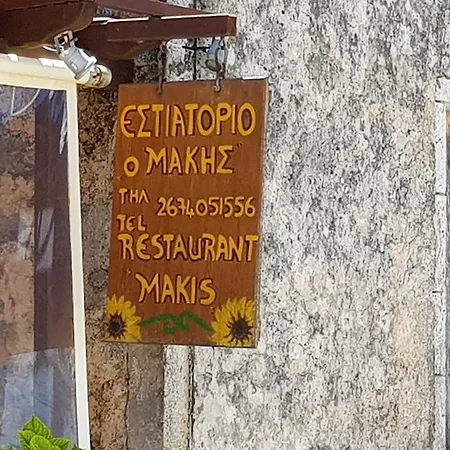 ΕΣΤΙΑΤΟΡΙΟ
Ο "ΜΑΚΗΣ"
ΤΗΛ
TEL 2674051556
RESTAURANT
"MAKIS